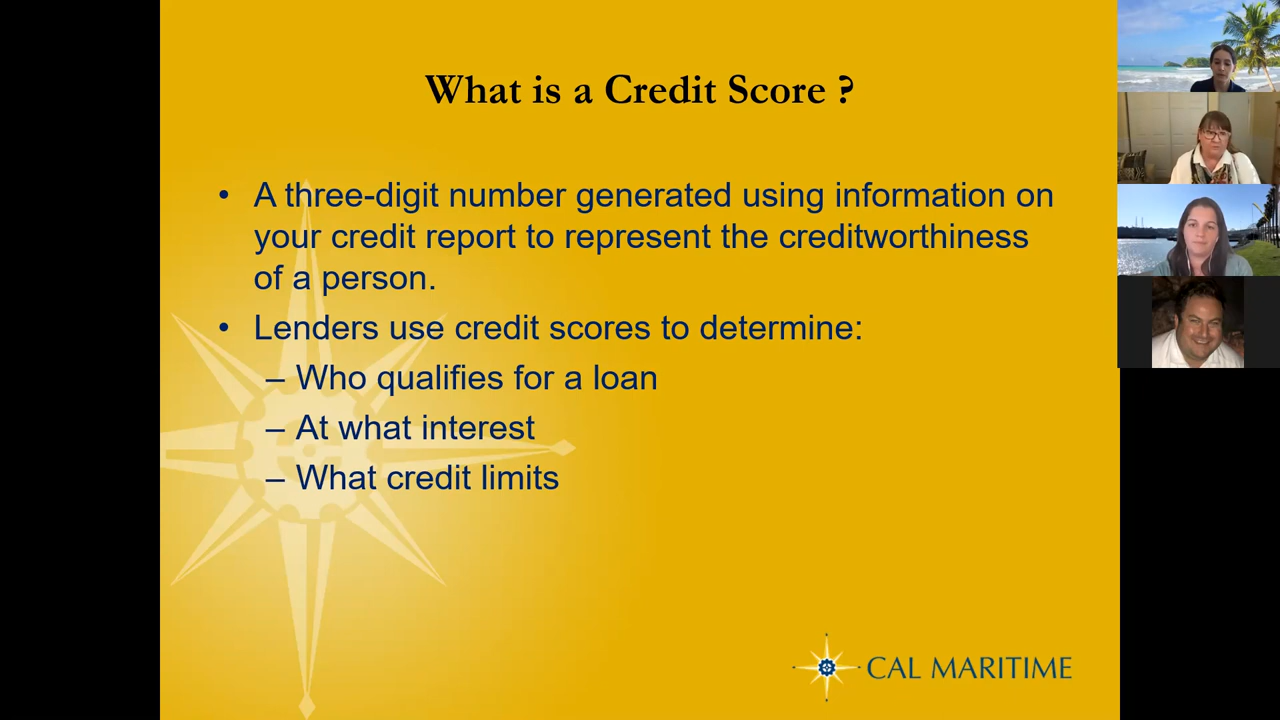 What is a Credit Score ?
• A three-digit number generated using information on
your credit report to represent the creditworthiness
of a person.
• Lenders use credit scores to determine:
– Who qualifies for a loan
– At what interest
– What credit limits
CAL MARITIME